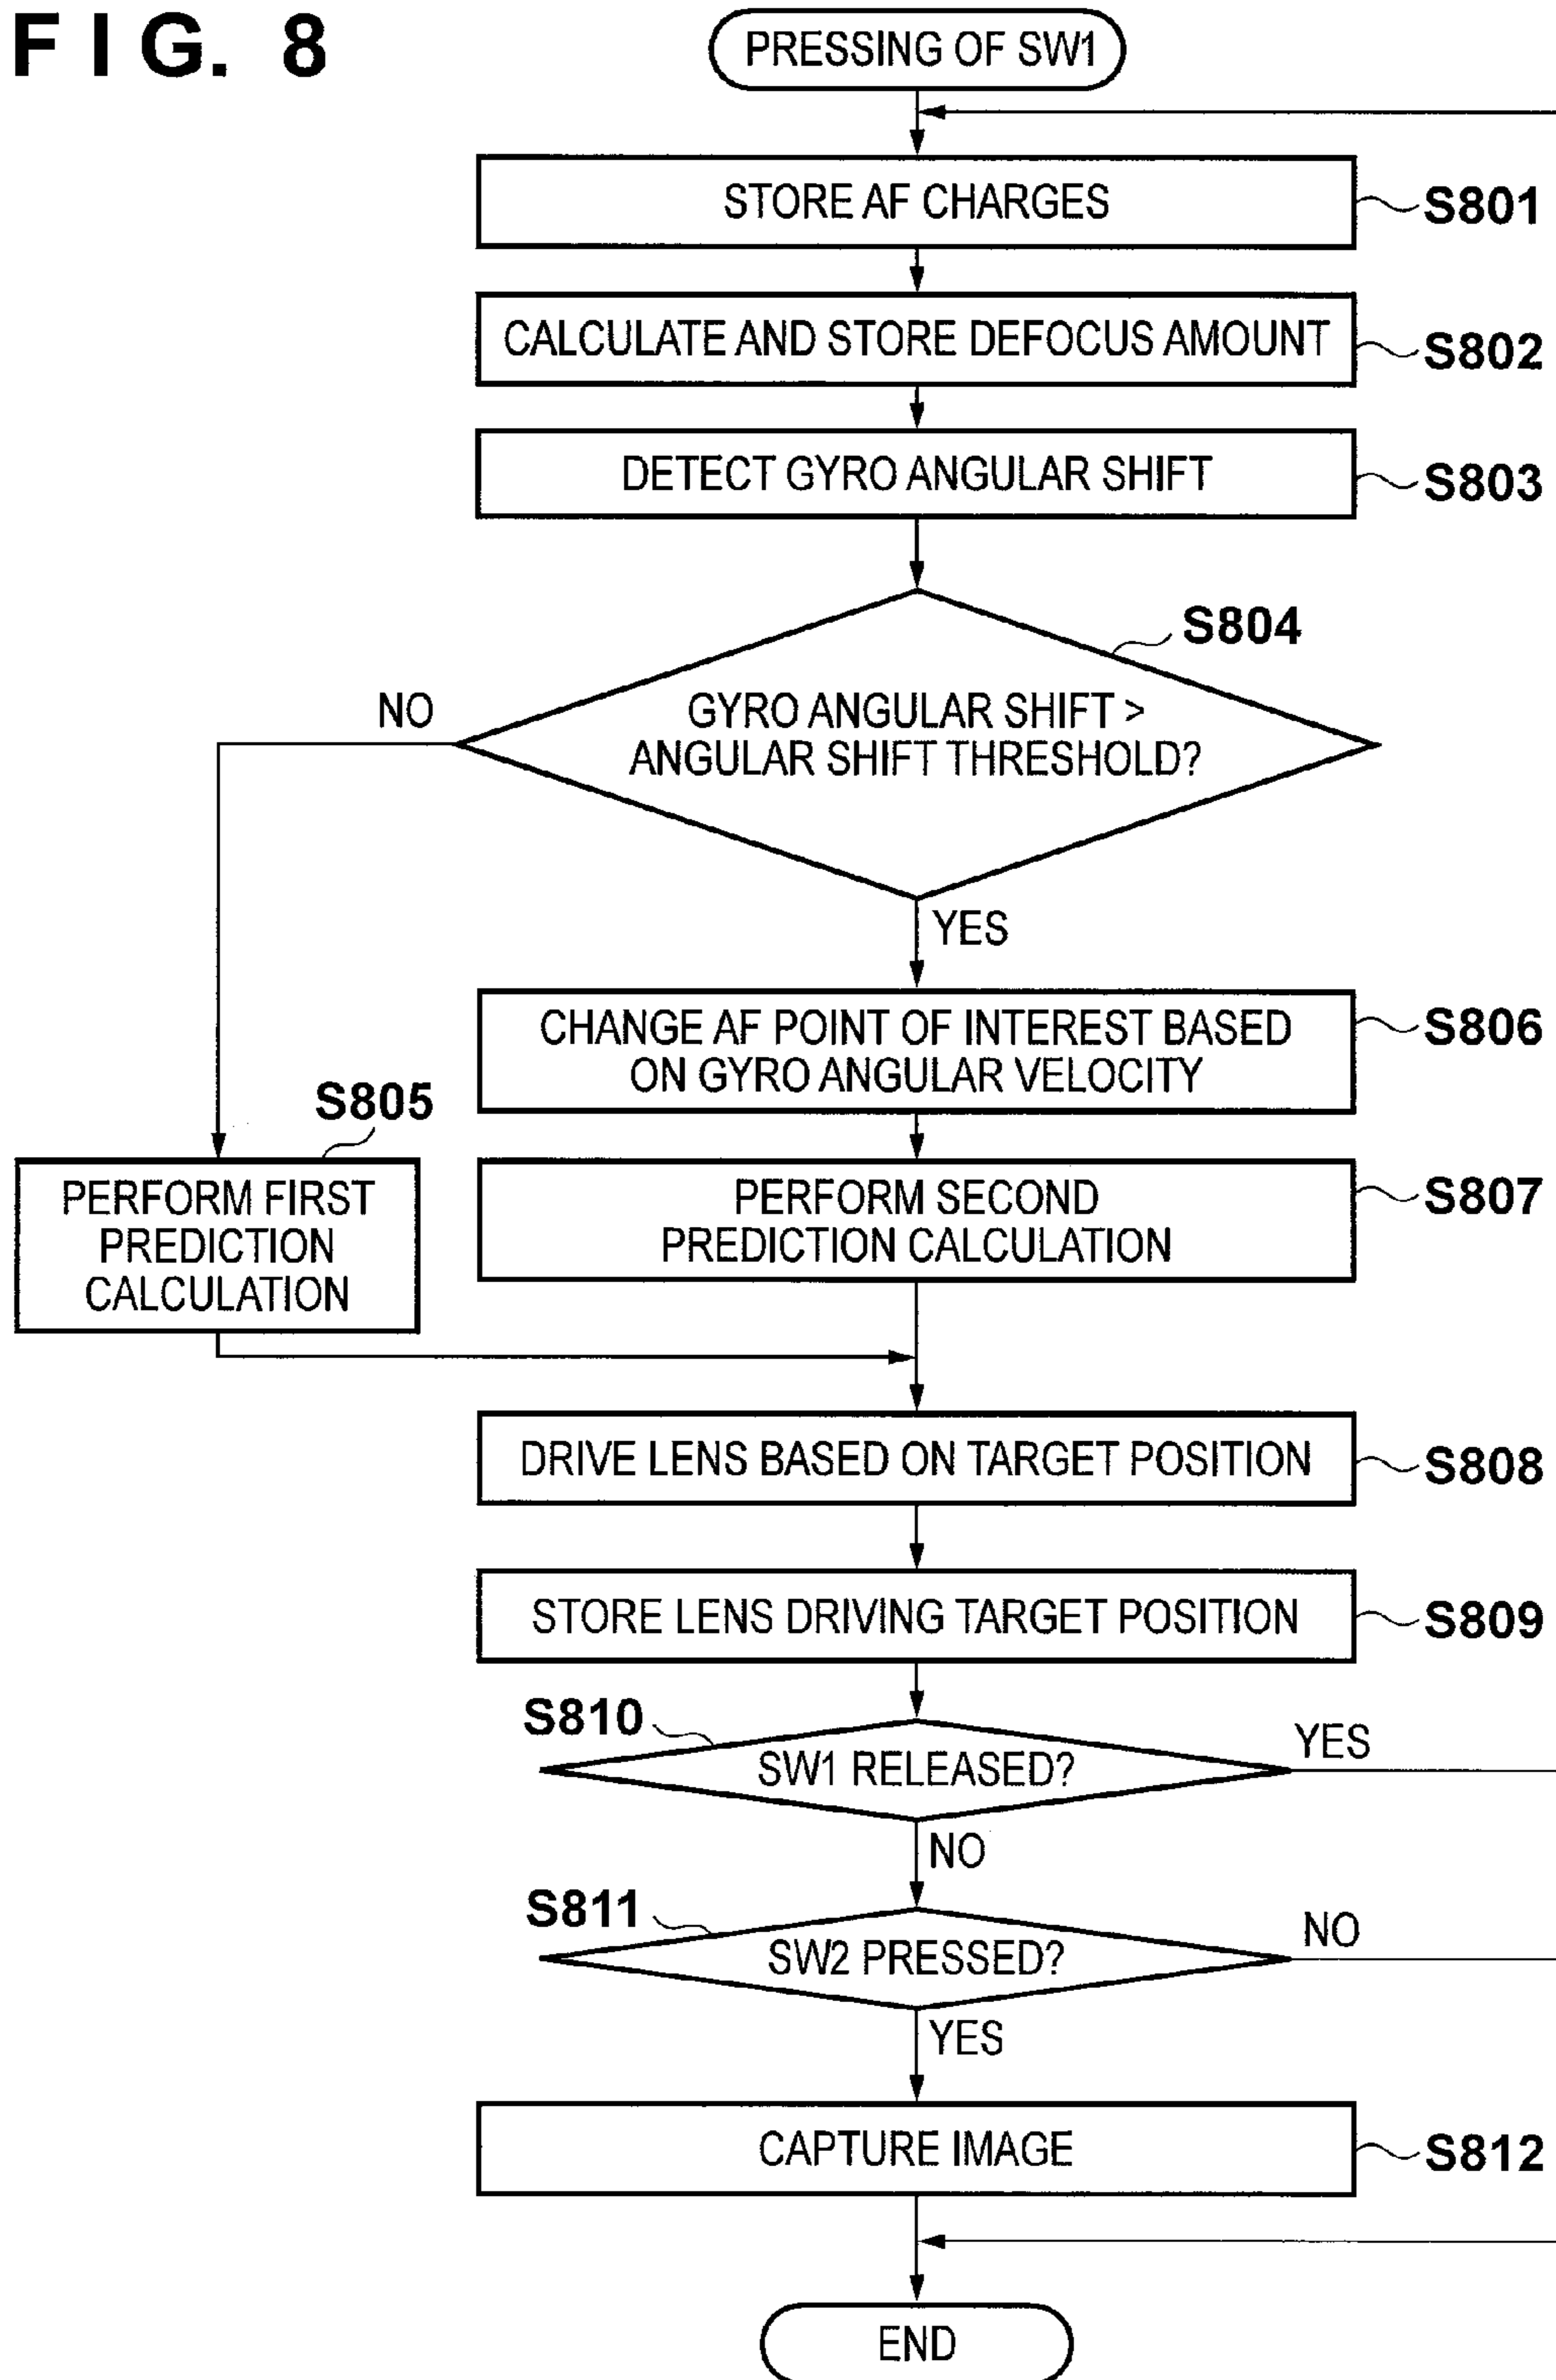 FIG. 8
PRESSING OF SW1
STORE AF CHARGES
S801
CALCULATE AND STORE DEFOCUS AMOUNT
S802
DETECT GYRO ANGULAR SHIFT
S803
S804
NO
GYRO ANGULAR SHIFT >
ANGULAR SHIFT THRESHOLD?
YES
CHANGE AF POINT OF INTEREST BASED
ON GYRO ANGULAR VELOCITY
S806
S805
PERFORM FIRST
PREDICTION
CALCULATION
PERFORM SECOND
PREDICTION CALCULATION
S807
DRIVE LENS BASED ON TARGET POSITION
S808
STORE LENS DRIVING TARGET POSITION
S809
S810
SW1 RELEASED?
YES
NO
S811
SW2 PRESSED?
NO
YES
CAPTURE IMAGE
S812
END